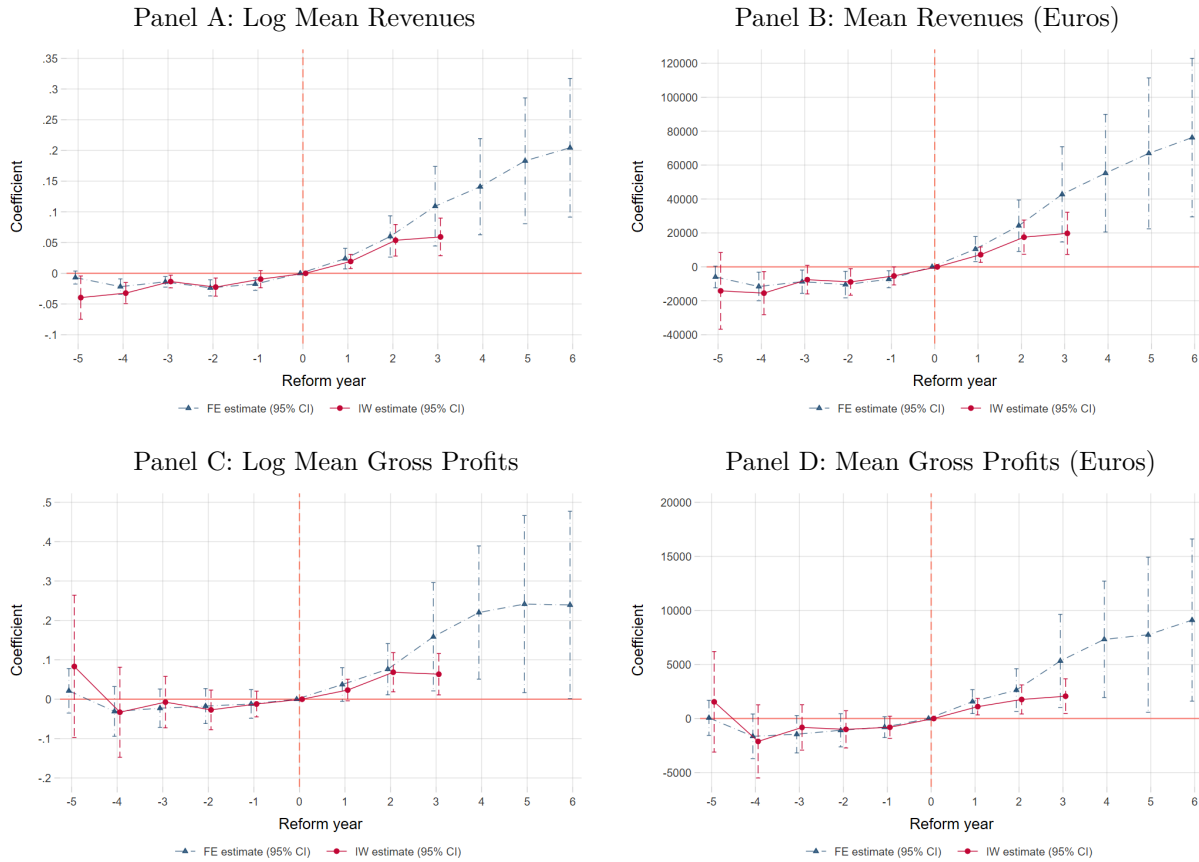 Panel A: Log Mean Revenues
.35
.3
.25
.2
.15
.1
.05
0
-.05
-.1
Coefficient
-5 -4 -3 -2 -1 0 1 2 3 4 5 6
Reform year
FE estimate (95% CI) IW estimate (95% CI)
Panel B: Mean Revenues (Euros)
120000
100000
80000
60000
40000
20000
0
-20000
-40000
Coefficient
-5 -4 -3 -2 -1 0 1 2 3 4 5 6
Reform year
FE estimate (95% CI) IW estimate (95% CI)
Panel C: Log Mean Gross Profits
.5
.4
.3
.2
.1
0
-.1
-.2
Coefficient
-5 -4 -3 -2 -1 0 1 2 3 4 5 6
Reform year
FE estimate (95% CI) IW estimate (95% CI)
Panel D: Mean Gross Profits (Euros)
20000
15000
10000
5000
0
-5000
Coefficient
-5 -4 -3 -2 -1 0 1 2 3 4 5 6
Reform year
FE estimate (95% CI) IW estimate (95% CI)